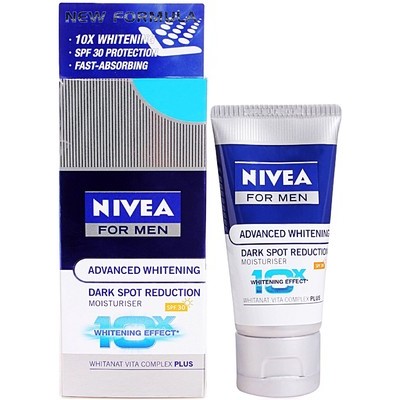 NEW FORMULA
• 10X WHITENING
• SPF 30 PROTECTION
• FAST-ABSORBING
NIVEA
FOR MEN
ADVANCED WHITENING
DARK SPOT REDUCTION
MOISTURISER
SPF 30
10X
WHITENING EFFECT*
WHITANAT VITA COMPLEX PLUS
NIVEA
FOR MEN
ADVANCED WHITENING
DARK SPOT REDUCTION
MOISTURISER
10X
WHITENING EFFECT*
WHITANAT VITA COMPLEX PLUS